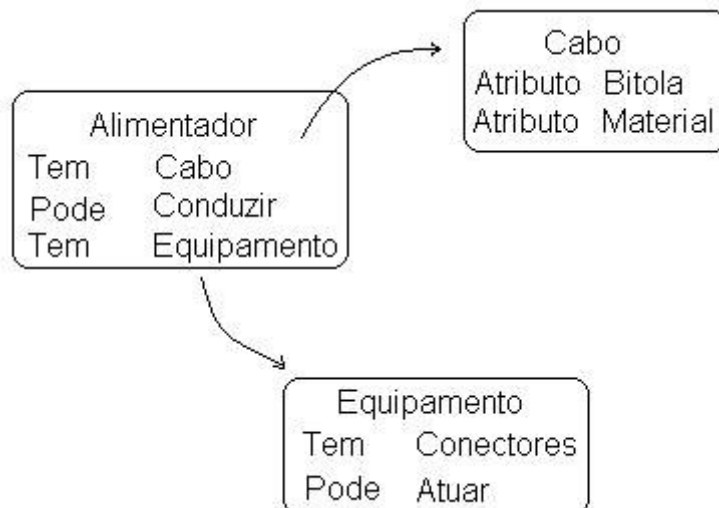 Alimentador
Tem Cabo
Pode Conduzir
Tem Equipamento
Cabo
Atributo Bitola
Atributo Material
Equipamento
Tem Conectores
Pode Atuar